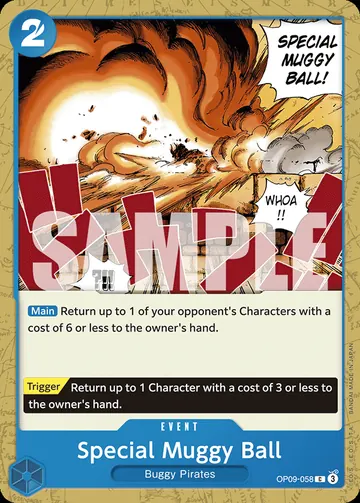 2
SPECIAL
MUGGY
BALL!
WHOA
!!
SAMPLE
Main Return up to 1 of your opponent's Characters with a
cost of 6 or less to the owner's hand.
Trigger Return up to 1 Character with a cost of 3 or less to
the owner's hand.
EVENT
Special Muggy Ball
Buggy Pirates
OP09-058 C 3